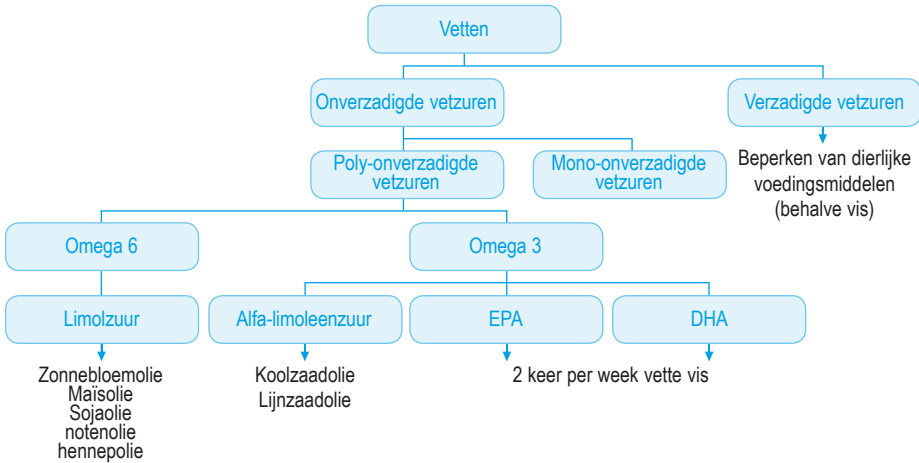 Vetten
Onverzadigde vetzuren
Verzadigde vetzuren
Poly-onverzadigde
vetzuren
Mono-onverzadigde
vetzuren
Beperken van dierlijke
voedingsmiddelen
(behalve vis)
Omega 6
Omega 3
Limolzuur
Alfa-limoleenzuur
EPA
DHA
Zonnebloemolie
Maïsolie
Sojaolie
notenolie
hennepolie
Koolzaadolie
Lijnzaadolie
2 keer per week vette vis